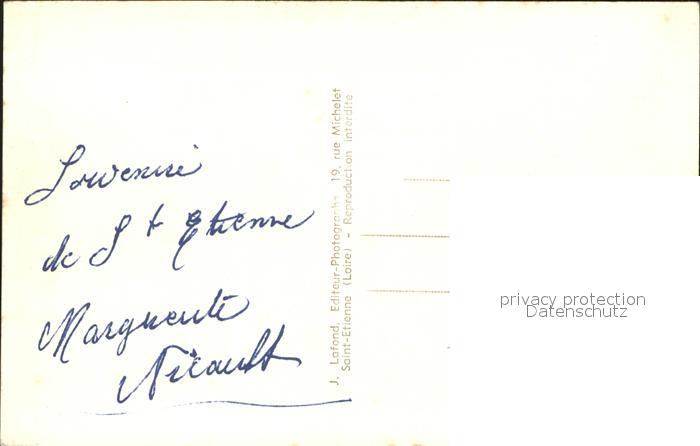 Souvenir
de St Etienne
Marguerite
J. Lafond, Editeur-Photographe 19, rue Michelet
Saint-Etienne (Loire) - Reproduction interdite
privacy protection
Datenschutz